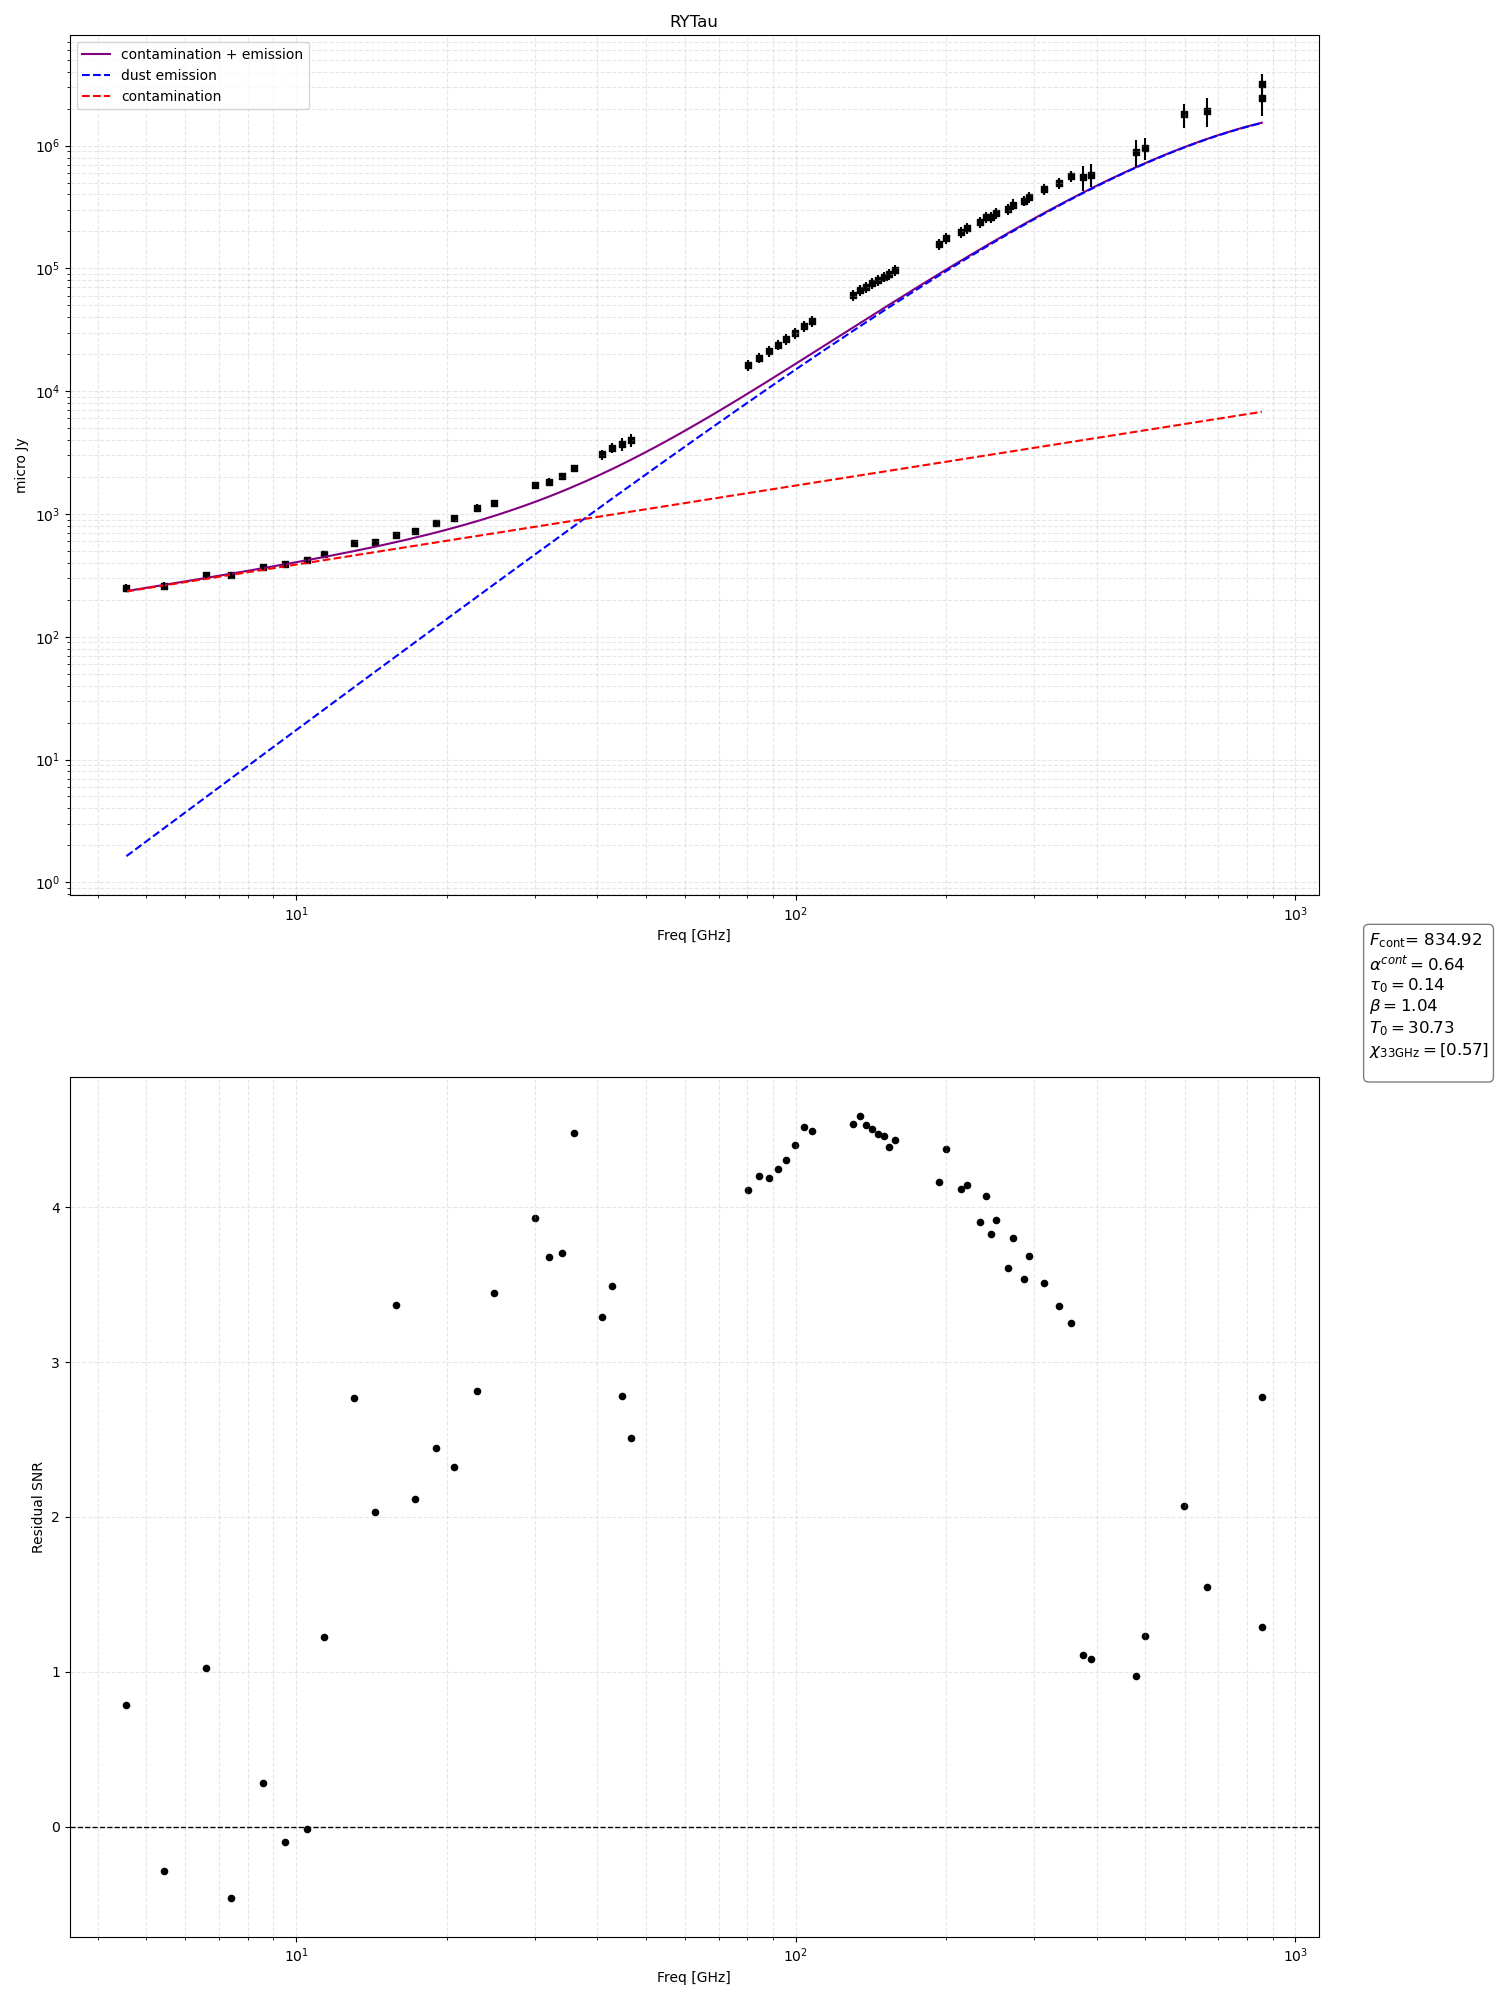 RYTau
contamination + emission
dust emission
contamination
10⁶
10⁵
10⁴
10³
10²
10¹
10⁰
micro Jy
10¹ 10² 10³
Freq [GHz]
F_cont= 834.92
α^cont = 0.64
τ₀ = 0.14
β = 1.04
T₀ = 30.73
χ_33GHz = [0.57]
4
3
2
1
0
Residual SNR
10¹ 10² 10³
Freq [GHz]